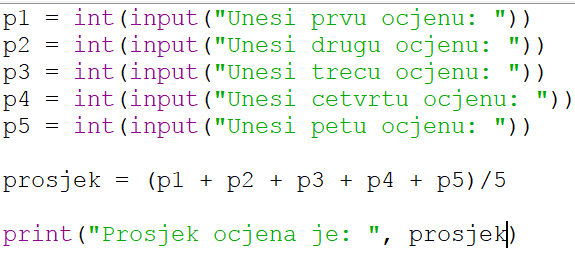 p1 = int(input("Unesi prvu ocjenu: "))
p2 = int(input("Unesi drugu ocjenu: "))
p3 = int(input("Unesi trecu ocjenu: "))
p4 = int(input("Unesi cetvrtu ocjenu: "))
p5 = int(input("Unesi petu ocjenu: "))
prosjek = (p1 + p2 + p3 + p4 + p5)/5
print("Prosjek ocjena je: ", prosjek)